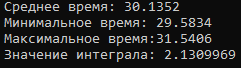 Среднее время: 30.1352
Минимальное время: 29.5834
Максимальное время:31.5406
Значение интеграла: 2.1309969